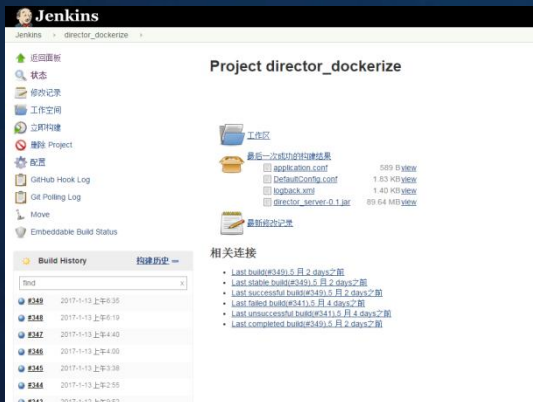 Jenkins
Jenkins › director_dockerize ›
返回面板
状态
修改记录
工作空间
立即构建
删除 Project
配置
GitHub Hook Log
Git Polling Log
Move
Embeddable Build Status
Build History 构建历史
find x
#349 2017-1-13 上午6:35
#348 2017-1-13 上午6:19
#347 2017-1-13 上午4:40
#346 2017-1-13 上午4:00
#345 2017-1-13 上午3:38
#344 2017-1-13 上午2:55
Project director_dockerize
工作区
最后一次成功的构建结果
application.conf 589 B view
DefaultConfig.conf 1.83 KB view
logback.xml 1.40 KB view
director_server-0.1.jar 89.64 MB view
最新修改记录
相关连接
Last build(#349),5 月 2 days之前
Last stable build(#349),5 月 2 days之前
Last successful build(#349),5 月 2 days之前
Last failed build(#341),5 月 4 days之前
Last unsuccessful build(#341),5 月 4 days之前
Last completed build(#349),5 月 2 days之前